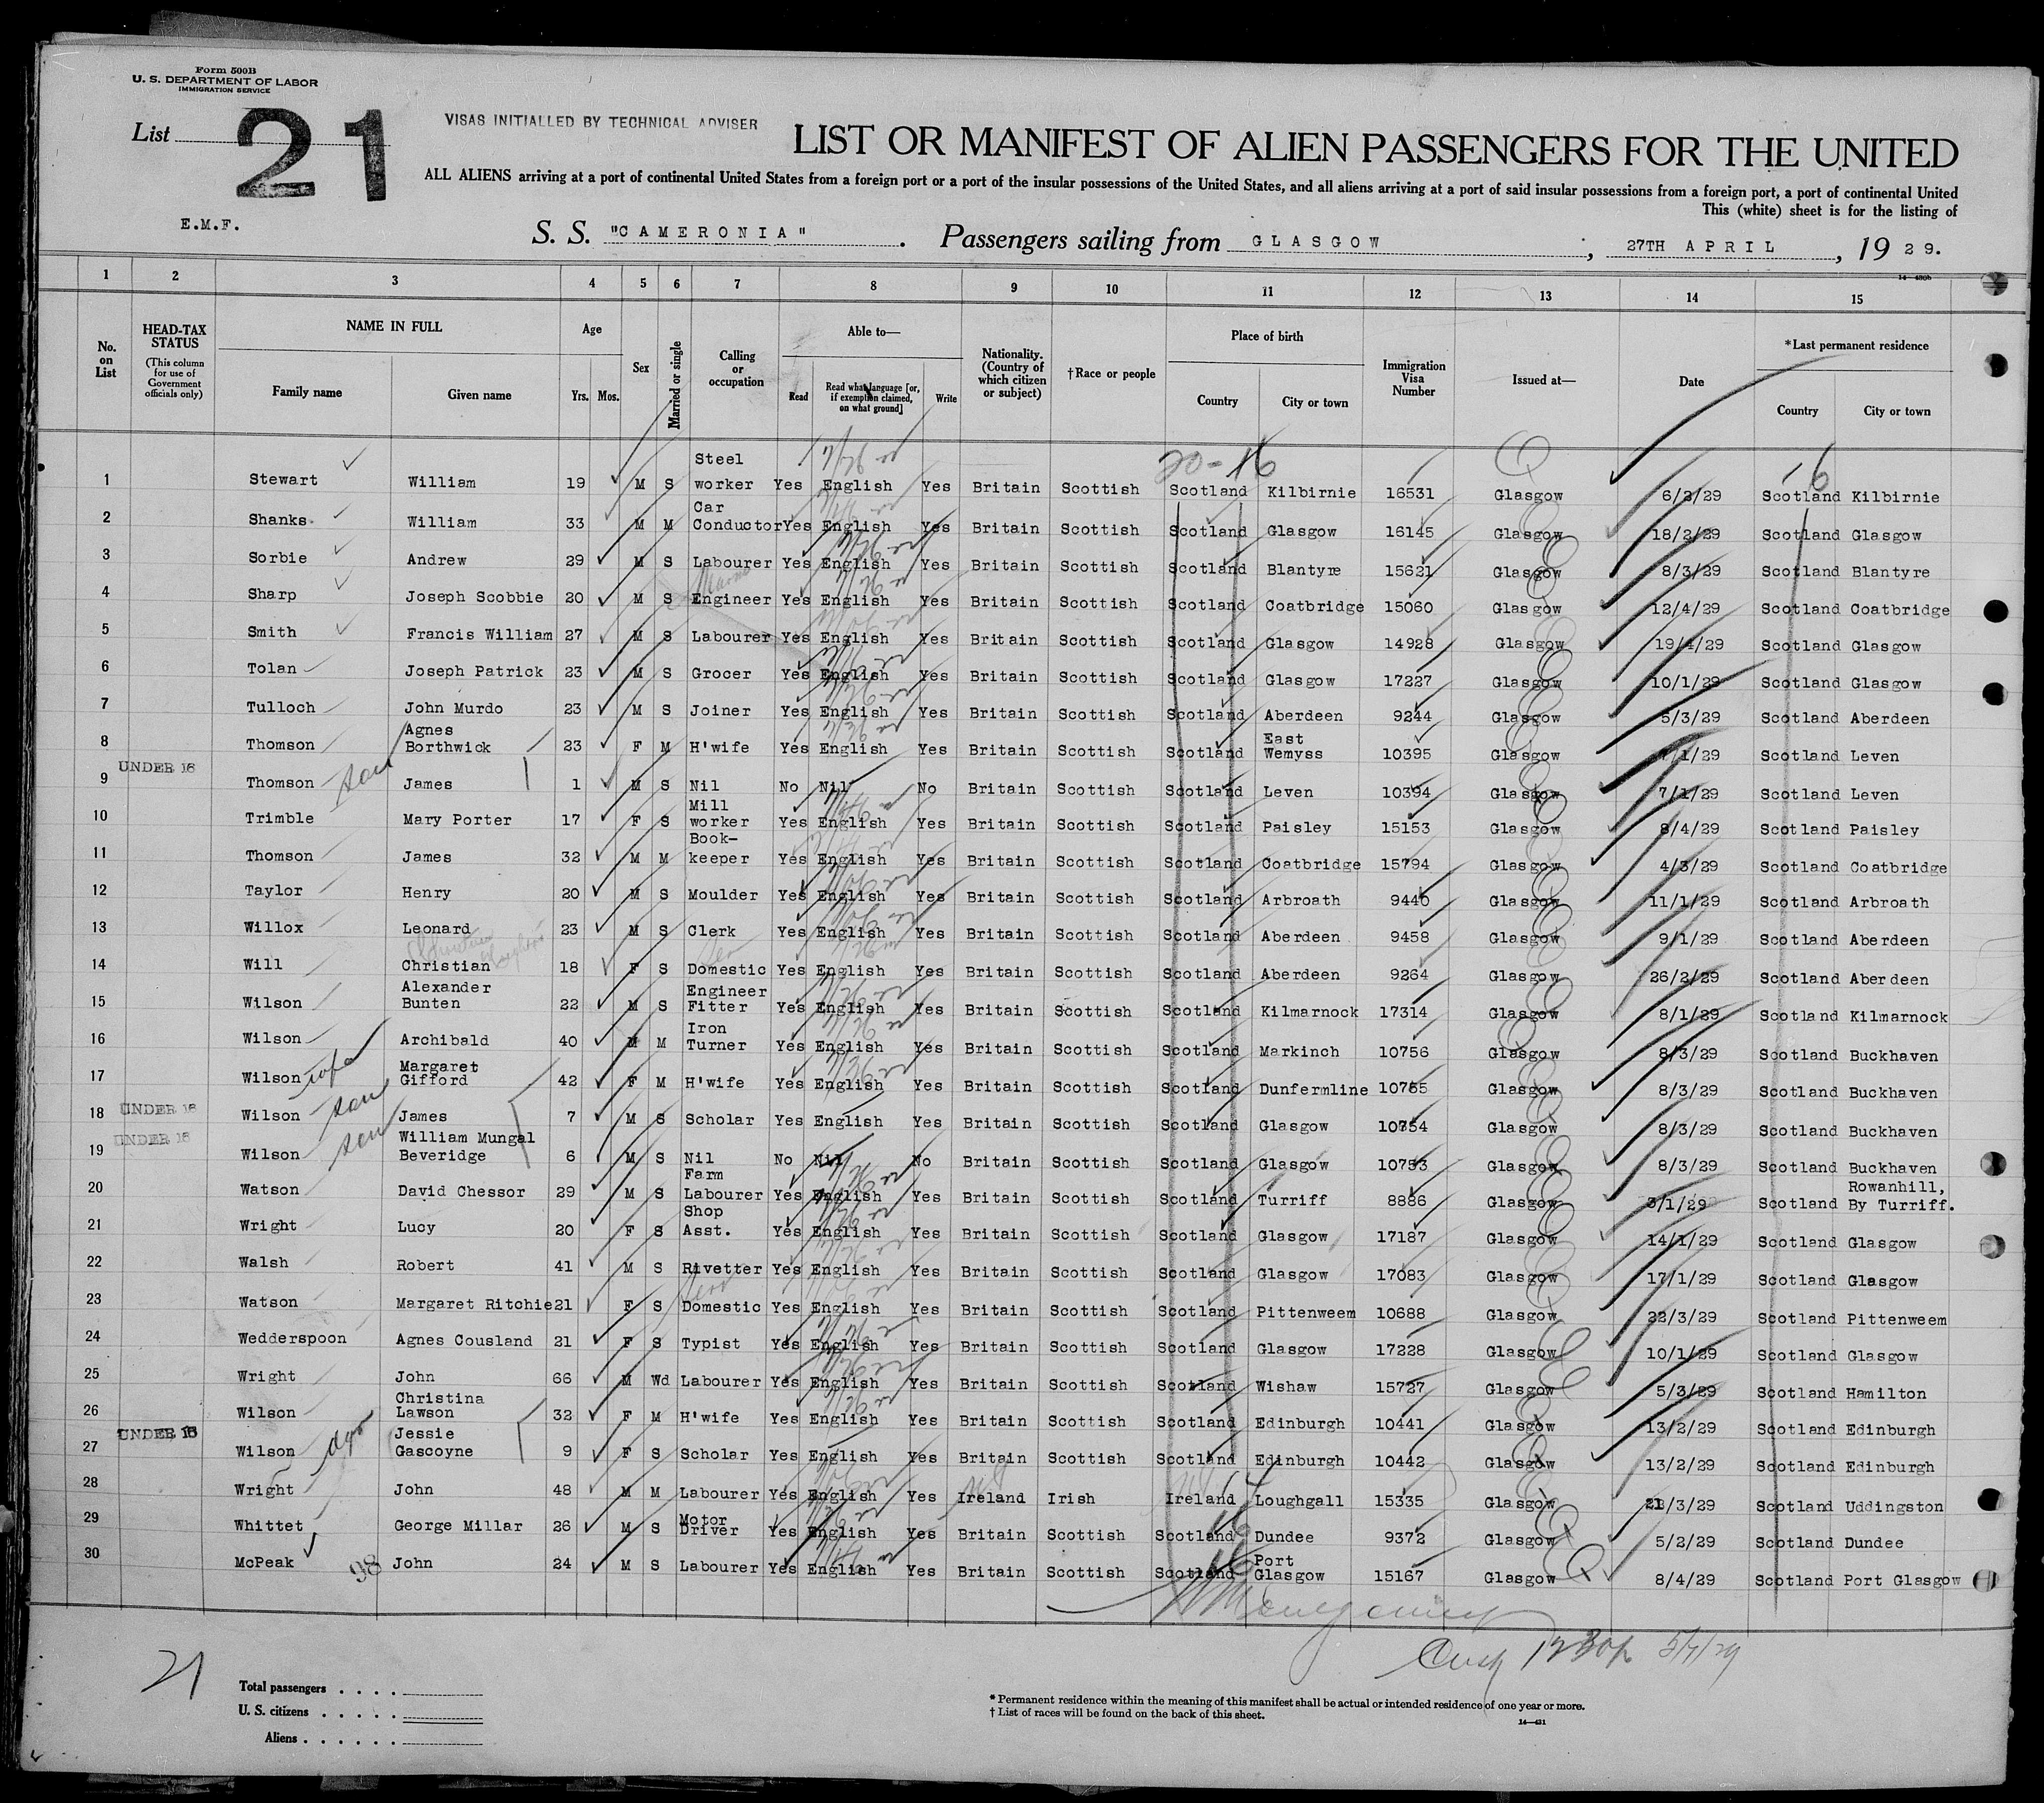 Form 500B
U. S. DEPARTMENT OF LABOR
IMMIGRATION SERVICE
List 21
VISAS INITIALLED BY TECHNICAL ADVISER
LIST OR MANIFEST OF ALIEN PASSENGERS FOR THE UNITED
ALL ALIENS arriving at a port of continental United States from a foreign port or a port of the insular possessions of the United States, and all aliens arriving at a port of said insular possessions from a foreign port, a port of continental United
This (white) sheet is for the listing of
E.M.F.
S. S. "CAMERONIA". Passengers sailing from GLASGOW; 27TH APRIL, 1929.
14—430b
1 2 3 4 5 6 7 8 9 10 11 12 13 14 15
No. on List
HEAD-TAX STATUS (This column for use of Government officials only)
NAME IN FULL
Family name Given name
Age
Yrs. Mos.
Sex
Married or single
Calling or occupation
Able to—
Read Read what language [or, if exemption claimed, on what ground] Write
Nationality. (Country of which citizen or subject)
†Race or people
Place of birth
Country City or town
Immigration Visa Number
Issued at—
Date
*Last permanent residence
Country City or town
1 Stewart William 19 M S Steel worker Yes English Yes Britain Scottish Scotland Kilbirnie 16531 Glasgow 6/2/29 Scotland Kilbirnie
2 Shanks William 33 M M Car Conductor Yes English Yes Britain Scottish Scotland Glasgow 16145 Glasgow 18/2/29 Scotland Glasgow
3 Sorbie Andrew 29 M S Labourer Yes English Yes Britain Scottish Scotland Blantyre 15621 Glasgow 8/3/29 Scotland Blantyre
4 Sharp Joseph Scobbie 20 M S Engineer Yes English Yes Britain Scottish Scotland Coatbridge 15060 Glasgow 12/4/29 Scotland Coatbridge
5 Smith Francis William 27 M S Labourer Yes English Yes Britain Scottish Scotland Glasgow 14928 Glasgow 19/4/29 Scotland Glasgow
6 Tolan Joseph Patrick 23 M S Grocer Yes English Yes Britain Scottish Scotland Glasgow 17227 Glasgow 10/1/29 Scotland Glasgow
7 Tulloch John Murdo 23 M S Joiner Yes English Yes Britain Scottish Scotland Aberdeen 9244 Glasgow 5/3/29 Scotland Aberdeen
8 Thomson Agnes Borthwick 23 F M H'wife Yes English Yes Britain Scottish Scotland East Wemyss 10395 Glasgow 7/1/29 Scotland Leven
9 UNDER 16 Thomson son James 1 M S Nil No Nil No Britain Scottish Scotland Leven 10394 Glasgow 7/1/29 Scotland Leven
10 Trimble Mary Porter 17 F S Mill worker Yes English Yes Britain Scottish Scotland Paisley 15153 Glasgow 8/4/29 Scotland Paisley
11 Thomson James 32 M M Book-keeper Yes English Yes Britain Scottish Scotland Coatbridge 15794 Glasgow 4/3/29 Scotland Coatbridge
12 Taylor Henry 20 M S Moulder Yes English Yes Britain Scottish Scotland Arbroath 9440 Glasgow 11/1/29 Scotland Arbroath
13 Willox Leonard 23 M S Clerk Yes English Yes Britain Scottish Scotland Aberdeen 9458 Glasgow 9/1/29 Scotland Aberdeen
14 Will Christian 18 F S Domestic Yes English Yes Britain Scottish Scotland Aberdeen 9264 Glasgow 26/2/29 Scotland Aberdeen
15 Wilson Alexander Bunten 22 M S Engineer Fitter Yes English Yes Britain Scottish Scotland Kilmarnock 17314 Glasgow 8/1/29 Scotland Kilmarnock
16 Wilson Archibald 40 M M Iron Turner Yes English Yes Britain Scottish Scotland Markinch 10756 Glasgow 8/3/29 Scotland Buckhaven
17 Wilson wife Margaret Gifford 42 F M H'wife Yes English Yes Britain Scottish Scotland Dunfermline 10755 Glasgow 8/3/29 Scotland Buckhaven
18 UNDER 16 Wilson son James 7 M S Scholar Yes English Yes Britain Scottish Scotland Glasgow 10754 Glasgow 8/3/29 Scotland Buckhaven
19 UNDER 16 Wilson son William Mungal Beveridge 6 M S Nil No Nil No Britain Scottish Scotland Glasgow 10753 Glasgow 8/3/29 Scotland Buckhaven
20 Watson David Chessor 29 M S Farm Labourer Yes English Yes Britain Scottish Scotland Turriff 8886 Glasgow 3/1/29 Scotland Rowanhill, By Turriff.
21 Wright Lucy 20 F S Shop Asst. Yes English Yes Britain Scottish Scotland Glasgow 17187 Glasgow 14/1/29 Scotland Glasgow
22 Walsh Robert 41 M S Rivetter Yes English Yes Britain Scottish Scotland Glasgow 17083 Glasgow 17/1/29 Scotland Glasgow
23 Watson Margaret Ritchie 21 F S Domestic Yes English Yes Britain Scottish Scotland Pittenweem 10688 Glasgow 22/3/29 Scotland Pittenweem
24 Wedderspoon Agnes Cousland 21 F S Typist Yes English Yes Britain Scottish Scotland Glasgow 17228 Glasgow 10/1/29 Scotland Glasgow
25 Wright John 66 M Wd Labourer Yes English Yes Britain Scottish Scotland Wishaw 15727 Glasgow 5/3/29 Scotland Hamilton
26 Wilson Christina Lawson 32 F M H'wife Yes English Yes Britain Scottish Scotland Edinburgh 10441 Glasgow 13/2/29 Scotland Edinburgh
27 UNDER 16 Wilson Jessie Gascoyne 9 F S Scholar Yes English Yes Britain Scottish Scotland Edinburgh 10442 Glasgow 13/2/29 Scotland Edinburgh
28 Wright John 48 M M Labourer Yes English Yes Ireland Irish Ireland Loughgall 15335 Glasgow 21/3/29 Scotland Uddingston
29 Whittet George Millar 26 M S Motor Driver Yes English Yes Britain Scottish Scotland Dundee 9372 Glasgow 5/2/29 Scotland Dundee
30 McPeak 98 John 24 M S Labourer Yes English Yes Britain Scottish Scotland Port Glasgow 15167 Glasgow 8/4/29 Scotland Port Glasgow
21
Total passengers
U. S. citizens
Aliens
* Permanent residence within the meaning of this manifest shall be actual or intended residence of one year or more.
† List of races will be found on the back of this sheet.
14—431